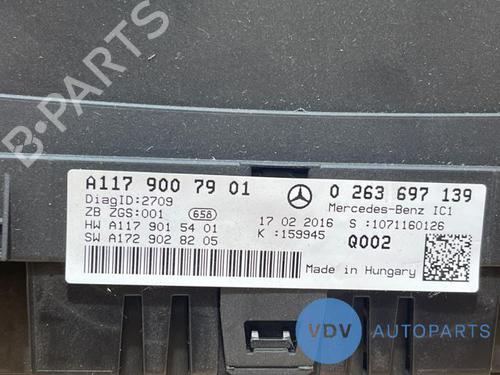 B-PARTS
A117 900 79 01
0 263 697 139
DiagID:2709
Mercedes-Benz IC1
ZB ZGS:001 658
17 02 2016 S :1071160126
HW A117 901 54 01
K :159945 Q002
SW A172 902 82 05
Made in Hungary
VDV AUTOPARTS